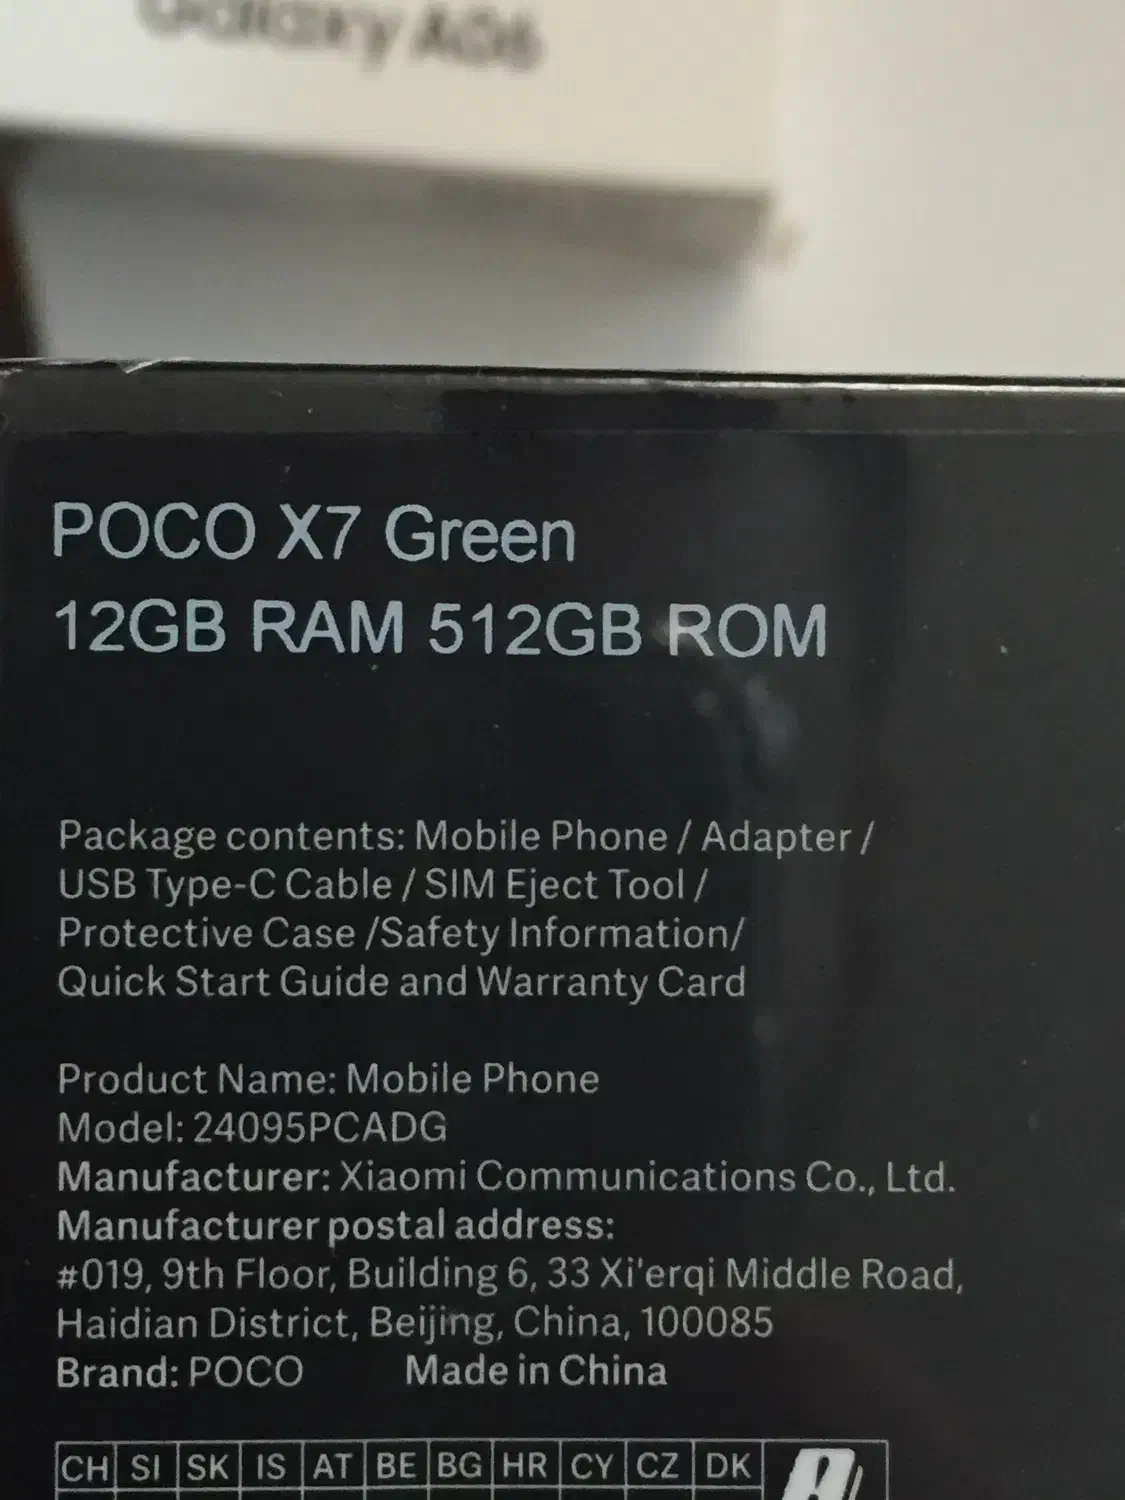 Galaxy A06
POCO X7 Green
12GB RAM 512GB ROM
Package contents: Mobile Phone / Adapter /
USB Type-C Cable / SIM Eject Tool /
Protective Case /Safety Information/
Quick Start Guide and Warranty Card
Product Name: Mobile Phone
Model: 24095PCADG
Manufacturer: Xiaomi Communications Co., Ltd.
Manufacturer postal address:
#019, 9th Floor, Building 6, 33 Xi'erqi Middle Road,
Haidian District, Beijing, China, 100085
Brand: POCO Made in China
CH SI SK IS AT BE BG HR CY CZ DK